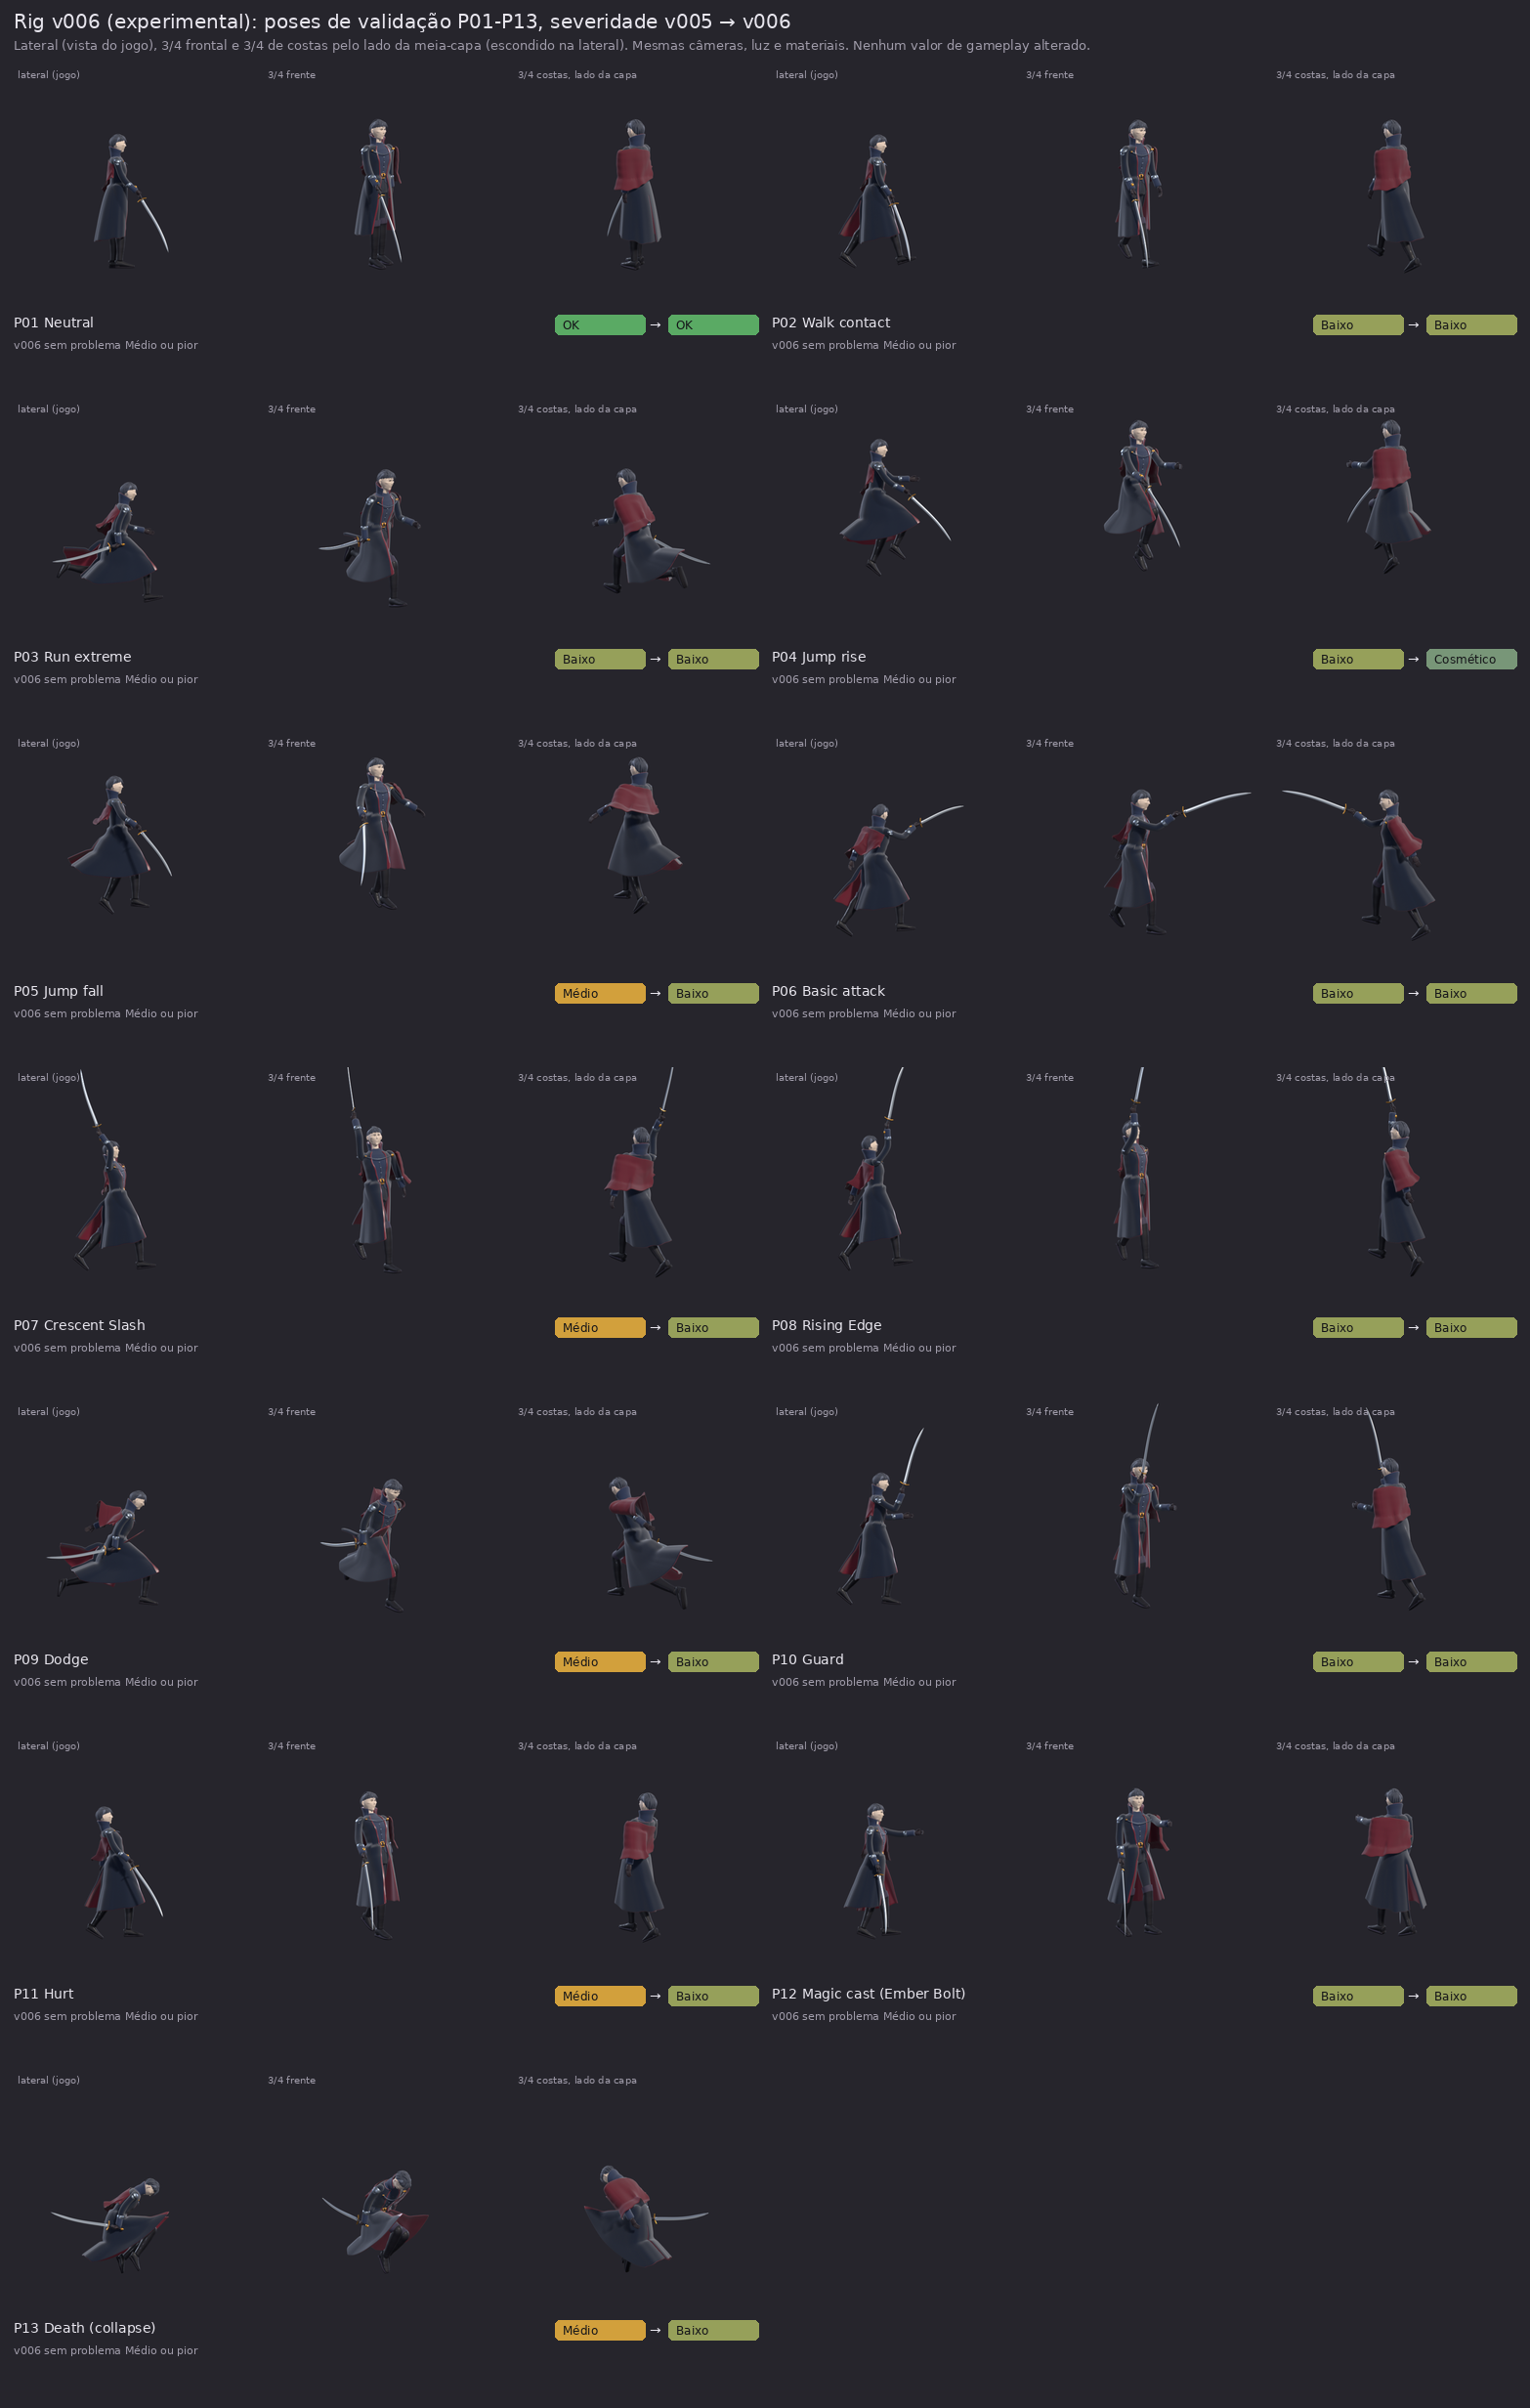 Rig v006 (experimental): poses de validação P01-P13, severidade v005 → v006
Lateral (vista do jogo), 3/4 frontal e 3/4 de costas pelo lado da meia-capa (escondido na lateral). Mesmas câmeras, luz e materiais. Nenhum valor de gameplay alterado.
lateral (jogo) 3/4 frente 3/4 costas, lado da capa lateral (jogo) 3/4 frente 3/4 costas, lado da capa
P01 Neutral OK → OK P02 Walk contact Baixo → Baixo
v006 sem problema Médio ou pior v006 sem problema Médio ou pior
lateral (jogo) 3/4 frente 3/4 costas, lado da capa lateral (jogo) 3/4 frente 3/4 costas, lado da capa
P03 Run extreme Baixo → Baixo P04 Jump rise Baixo → Cosmético
v006 sem problema Médio ou pior v006 sem problema Médio ou pior
lateral (jogo) 3/4 frente 3/4 costas, lado da capa lateral (jogo) 3/4 frente 3/4 costas, lado da capa
P05 Jump fall Médio → Baixo P06 Basic attack Baixo → Baixo
v006 sem problema Médio ou pior v006 sem problema Médio ou pior
lateral (jogo) 3/4 frente 3/4 costas, lado da capa lateral (jogo) 3/4 frente 3/4 costas, lado da capa
P07 Crescent Slash Médio → Baixo P08 Rising Edge Baixo → Baixo
v006 sem problema Médio ou pior v006 sem problema Médio ou pior
lateral (jogo) 3/4 frente 3/4 costas, lado da capa lateral (jogo) 3/4 frente 3/4 costas, lado da capa
P09 Dodge Médio → Baixo P10 Guard Baixo → Baixo
v006 sem problema Médio ou pior v006 sem problema Médio ou pior
lateral (jogo) 3/4 frente 3/4 costas, lado da capa lateral (jogo) 3/4 frente 3/4 costas, lado da capa
P11 Hurt Médio → Baixo P12 Magic cast (Ember Bolt) Baixo → Baixo
v006 sem problema Médio ou pior v006 sem problema Médio ou pior
lateral (jogo) 3/4 frente 3/4 costas, lado da capa
P13 Death (collapse) Médio → Baixo
v006 sem problema Médio ou pior